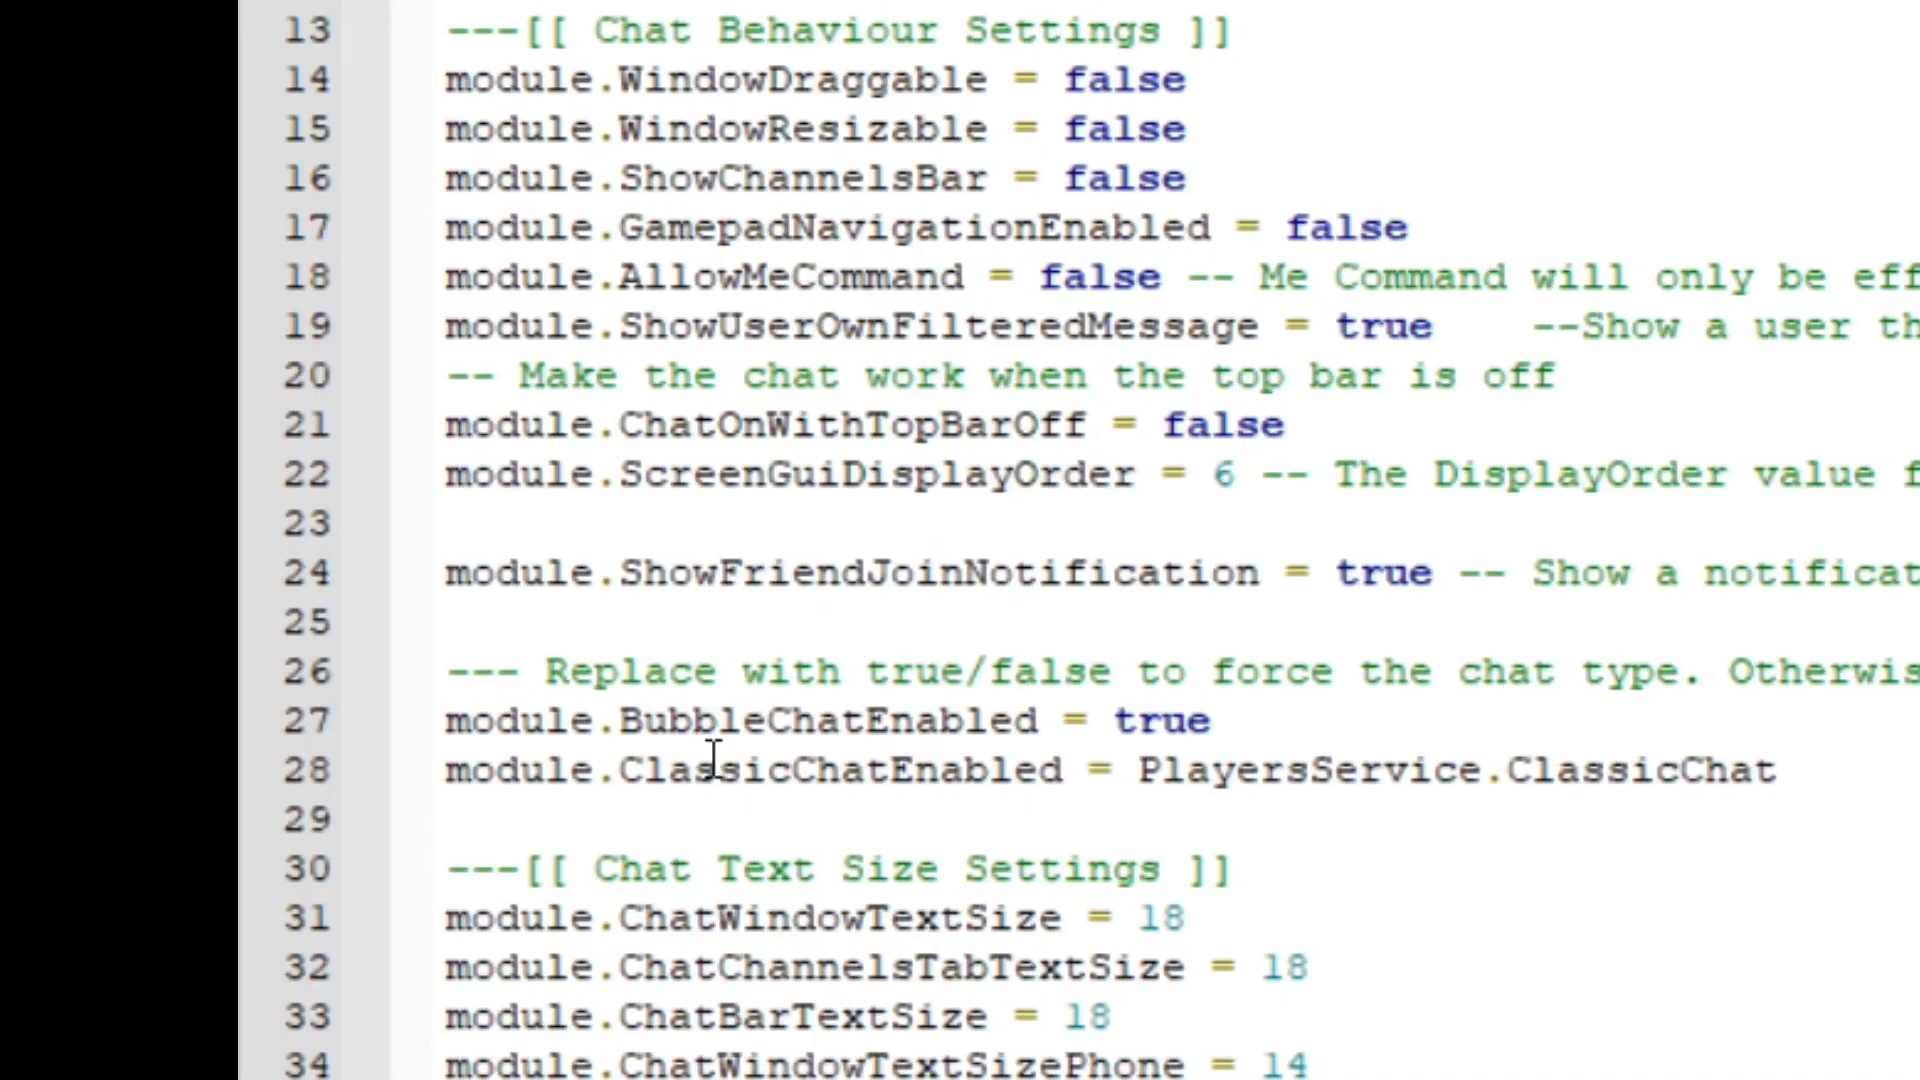 13 ---[[ Chat Behaviour Settings ]]
14 module.WindowDraggable = false
15 module.WindowResizable = false
16 module.ShowChannelsBar = false
17 module.GamepadNavigationEnabled = false
18 module.AllowMeCommand = false -- Me Command will only be eff
19 module.ShowUserOwnFilteredMessage = true --Show a user th
20 -- Make the chat work when the top bar is off
21 module.ChatOnWithTopBarOff = false
22 module.ScreenGuiDisplayOrder = 6 -- The DisplayOrder value f
23
24 module.ShowFriendJoinNotification = true -- Show a notificat
25
26 --- Replace with true/false to force the chat type. Otherwis
27 module.BubbleChatEnabled = true
28 module.ClassicChatEnabled = PlayersService.ClassicChat
29
30 ---[[ Chat Text Size Settings ]]
31 module.ChatWindowTextSize = 18
32 module.ChatChannelsTabTextSize = 18
33 module.ChatBarTextSize = 18
34 module.ChatWindowTextSizePhone = 14